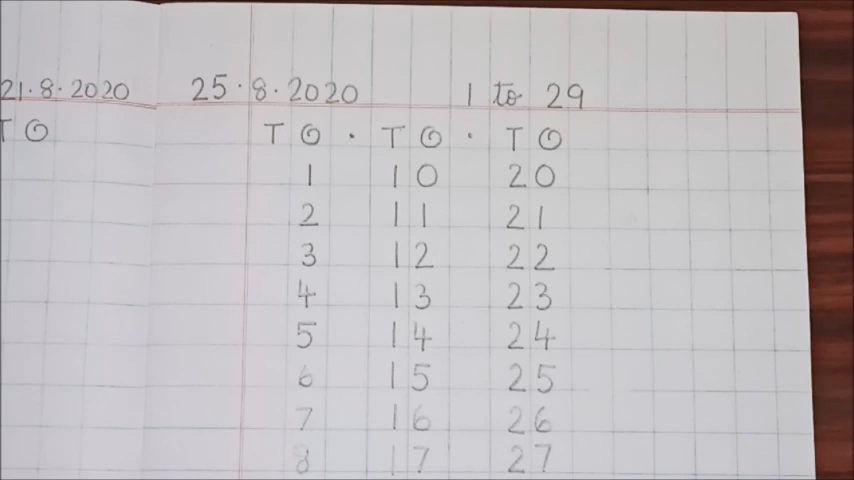 21.8.2020 25.8.2020 1 to 29
T O T O . T O . T O
1 10 20
2 11 21
3 12 22
4 13 23
5 14 24
6 15 25
7 16 26
8 17 27